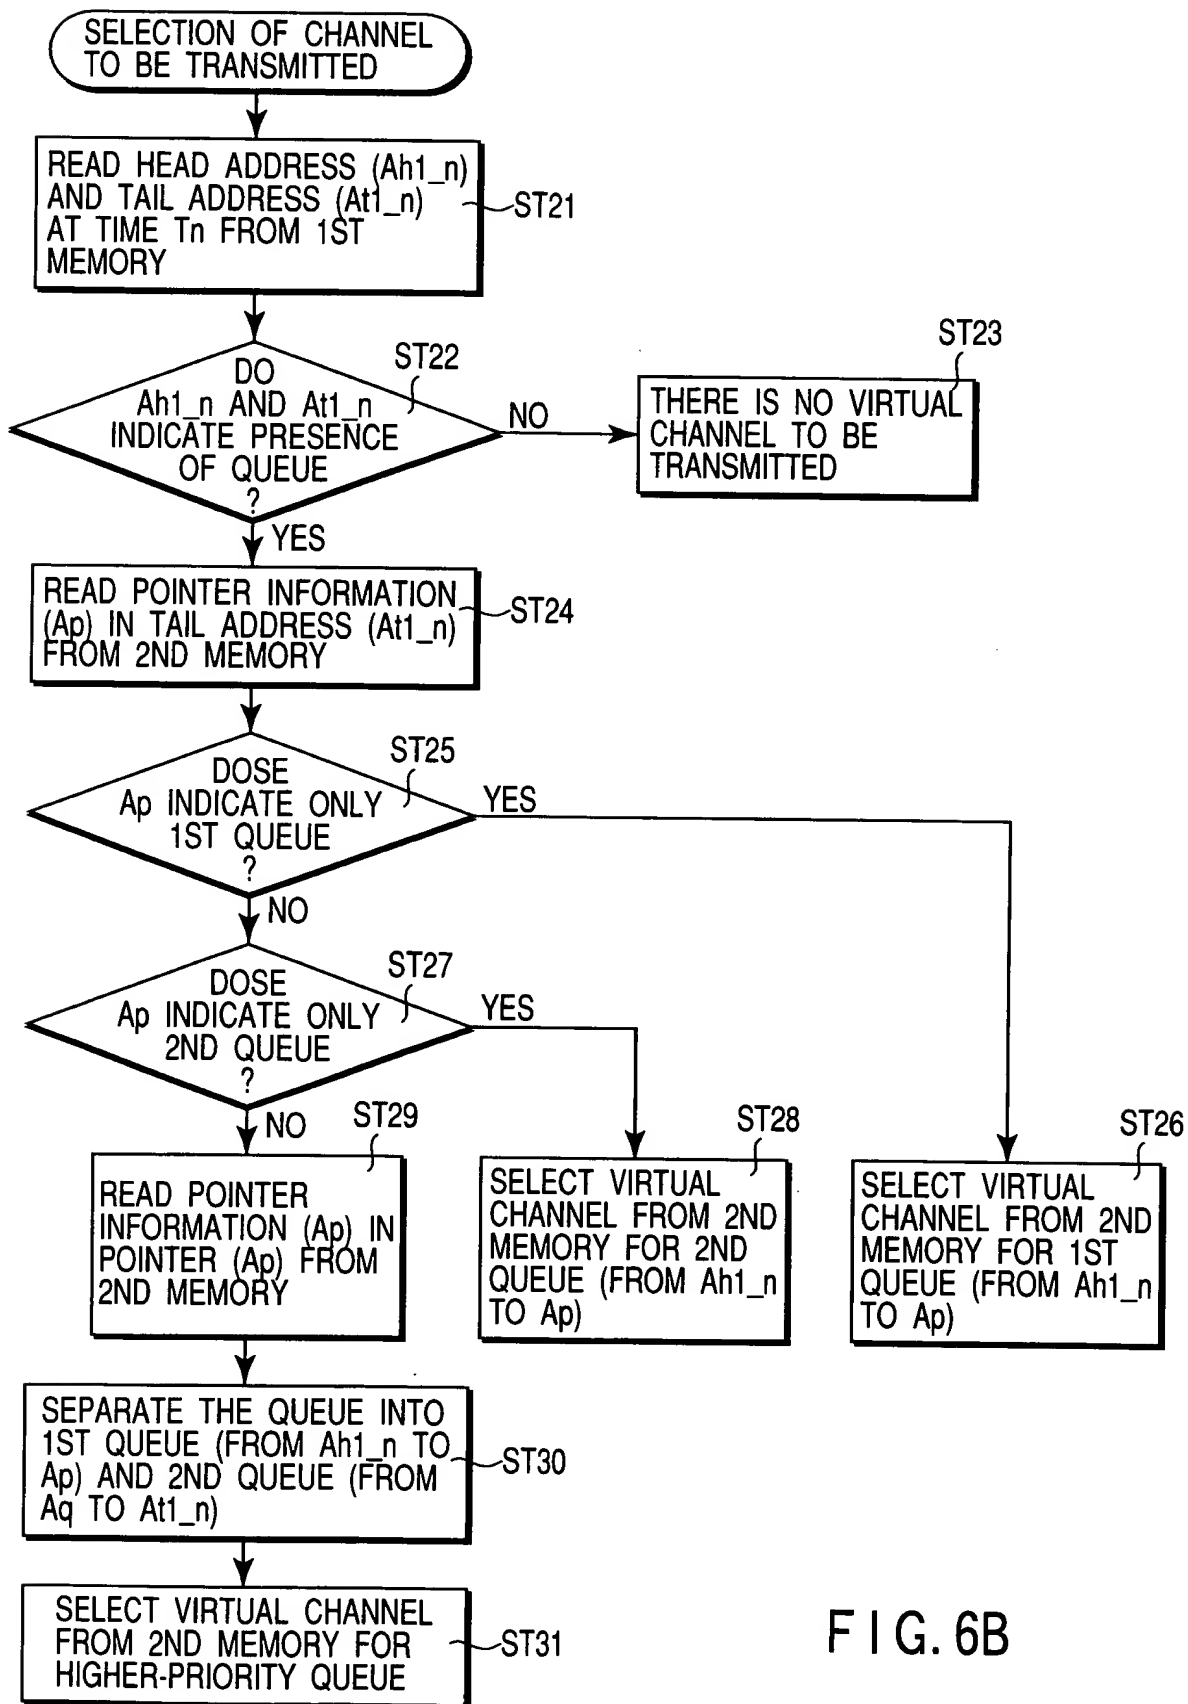 SELECTION OF CHANNEL
TO BE TRANSMITTED
READ HEAD ADDRESS (Ah1_n)
AND TAIL ADDRESS (At1_n)
AT TIME Tn FROM 1ST
MEMORY
ST21
DO
Ah1_n AND At1_n
INDICATE PRESENCE
OF QUEUE
?
ST22
NO
ST23
THERE IS NO VIRTUAL
CHANNEL TO BE
TRANSMITTED
YES
READ POINTER INFORMATION
(Ap) IN TAIL ADDRESS (At1_n)
FROM 2ND MEMORY
ST24
DOSE
Ap INDICATE ONLY
1ST QUEUE
?
ST25
YES
NO
DOSE
Ap INDICATE ONLY
2ND QUEUE
?
ST27
YES
NO
ST29
READ POINTER
INFORMATION (Ap) IN
POINTER (Ap) FROM
2ND MEMORY
ST28
SELECT VIRTUAL
CHANNEL FROM 2ND
MEMORY FOR 2ND
QUEUE (FROM Ah1_n
TO Ap)
ST26
SELECT VIRTUAL
CHANNEL FROM 2ND
MEMORY FOR 1ST
QUEUE (FROM Ah1_n
TO Ap)
SEPARATE THE QUEUE INTO
1ST QUEUE (FROM Ah1_n TO
Ap) AND 2ND QUEUE (FROM
Aq TO At1_n)
ST30
SELECT VIRTUAL CHANNEL
FROM 2ND MEMORY FOR
HIGHER-PRIORITY QUEUE
ST31
FIG. 6B